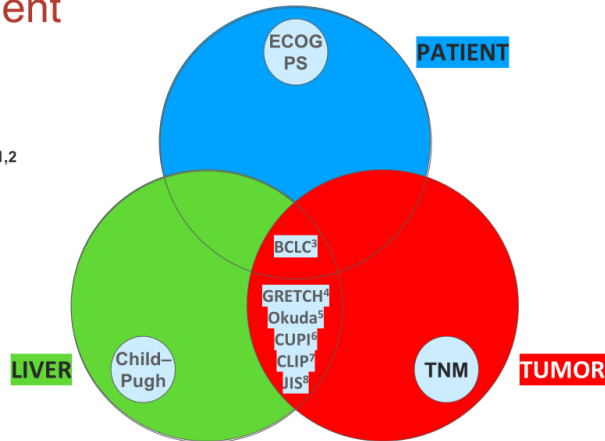 ent
ECOG
PS
PATIENT
1,2
BCLC³
GRETCH⁴
Okuda⁵
CUPI⁶
CLIP⁷
JIS⁸
LIVER
Child–
Pugh
TNM
TUMOR